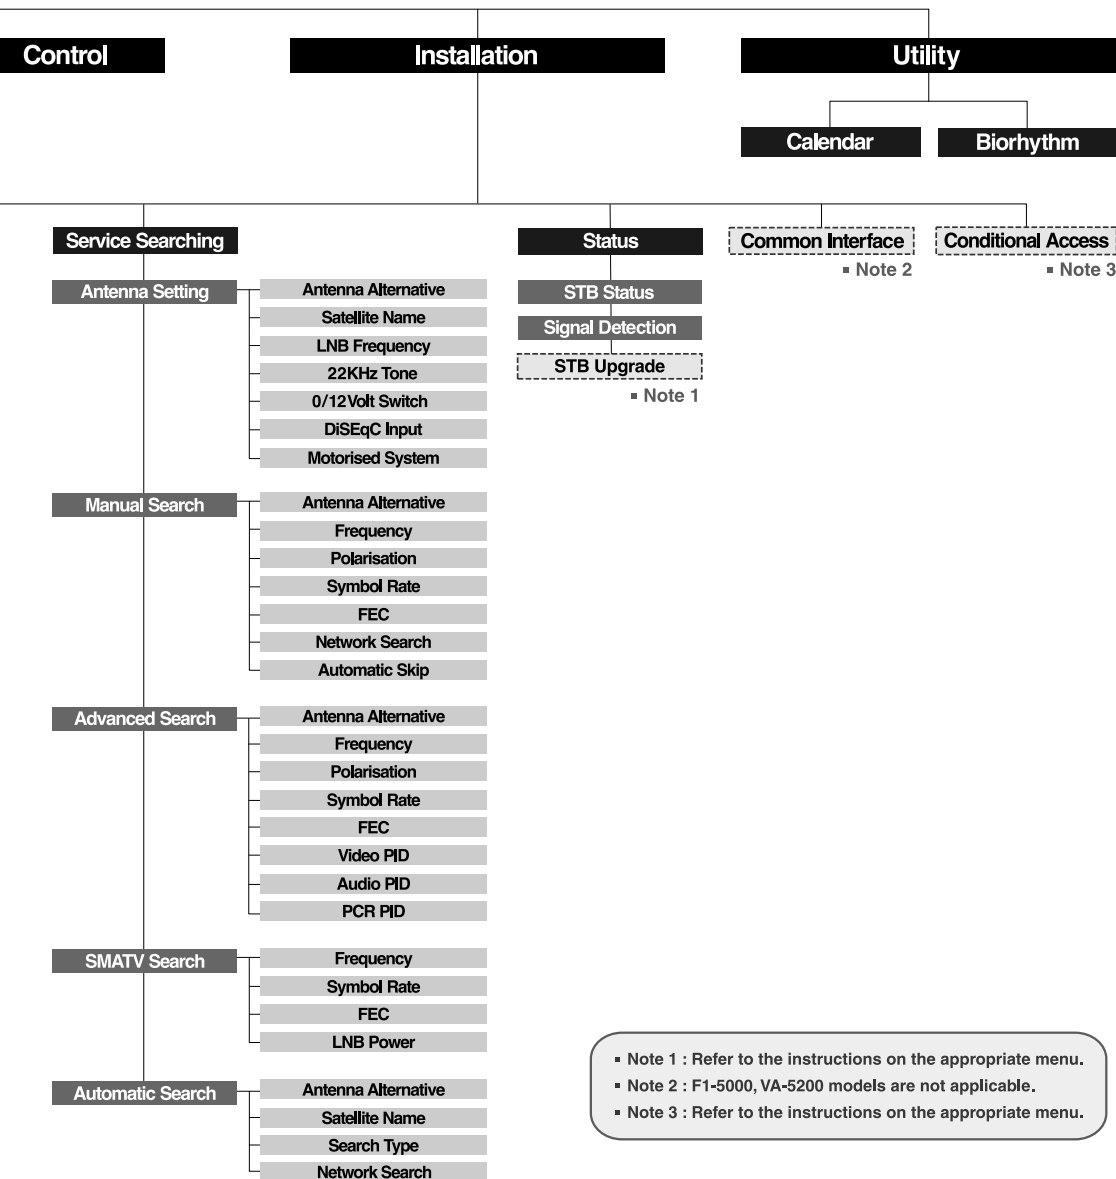 Control
Installation
Utility
Calendar
Biorhythm
Service Searching
Status
Common Interface
Conditional Access
▪ Note 2
▪ Note 3
Antenna Setting
Antenna Alternative
Satellite Name
LNB Frequency
22KHz Tone
0/12Volt Switch
DiSEqC Input
Motorised System
STB Status
Signal Detection
STB Upgrade
▪ Note 1
Manual Search
Antenna Alternative
Frequency
Polarisation
Symbol Rate
FEC
Network Search
Automatic Skip
Advanced Search
Antenna Alternative
Frequency
Polarisation
Symbol Rate
FEC
Video PID
Audio PID
PCR PID
SMATV Search
Frequency
Symbol Rate
FEC
LNB Power
Automatic Search
Antenna Alternative
Satellite Name
Search Type
Network Search
▪ Note 1 : Refer to the instructions on the appropriate menu.
▪ Note 2 : F1-5000, VA-5200 models are not applicable.
▪ Note 3 : Refer to the instructions on the appropriate menu.